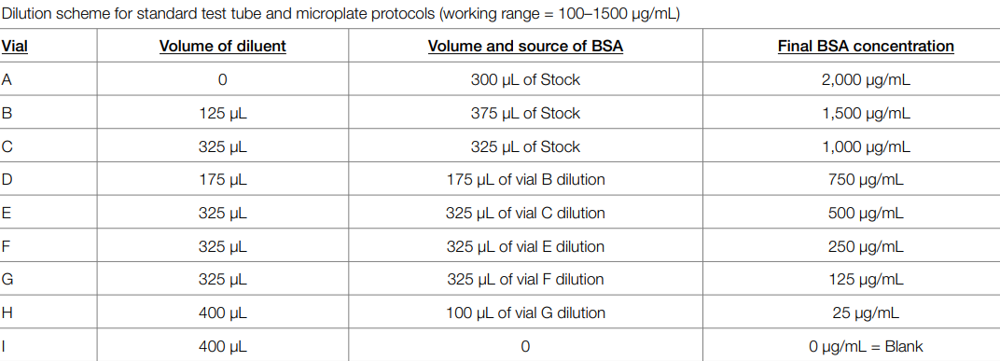 Dilution scheme for standard test tube and microplate protocols (working range = 100–1500 µg/mL)
Vial Volume of diluent Volume and source of BSA Final BSA concentration
A 0 300 µL of Stock 2,000 µg/mL
B 125 µL 375 µL of Stock 1,500 µg/mL
C 325 µL 325 µL of Stock 1,000 µg/mL
D 175 µL 175 µL of vial B dilution 750 µg/mL
E 325 µL 325 µL of vial C dilution 500 µg/mL
F 325 µL 325 µL of vial E dilution 250 µg/mL
G 325 µL 325 µL of vial F dilution 125 µg/mL
H 400 µL 100 µL of vial G dilution 25 µg/mL
I 400 µL 0 0 µg/mL = Blank